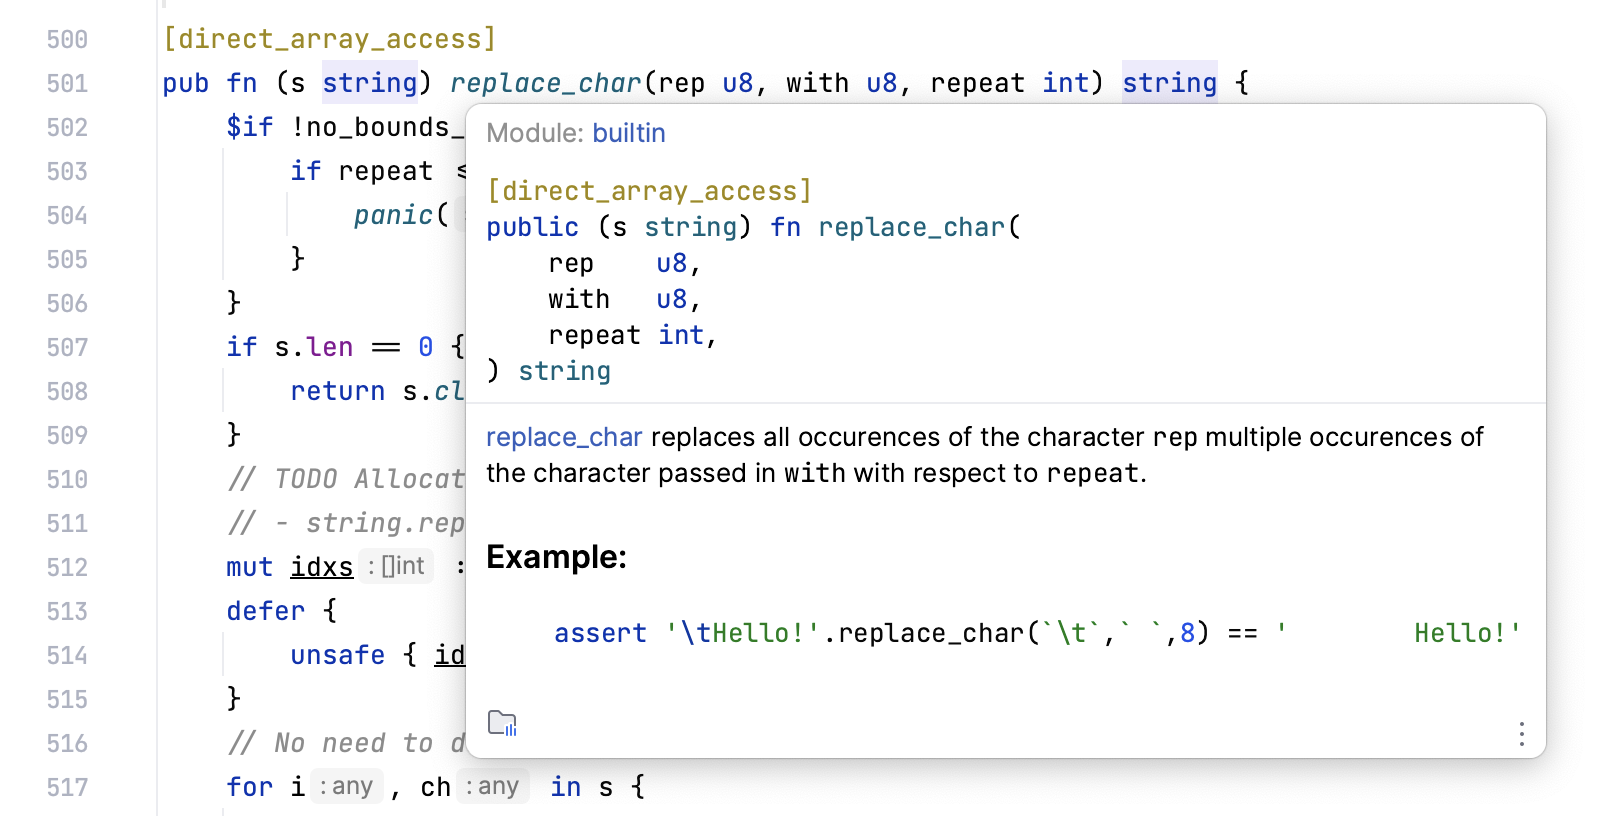 500 [direct_array_access]
501 pub fn (s string) replace_char(rep u8, with u8, repeat int) string {
502 $if !no_bounds_
503 if repeat
504 panic(
505 }
506 }
507 if s.len == 0 {
508 return s.cl
509 }
510 // TODO Allocat
511 // - string.rep
512 mut idxs : []int :
513 defer {
514 unsafe { id
515 }
516 // No need to d
517 for i : any , ch : any in s {
Module: builtin
[direct_array_access]
public (s string) fn replace_char(
rep u8,
with u8,
repeat int,
) string
replace_char replaces all occurences of the character rep multiple occurences of
the character passed in with with respect to repeat.
Example:
assert '\tHello!'.replace_char(`\t`,` `,8) == '        Hello!'